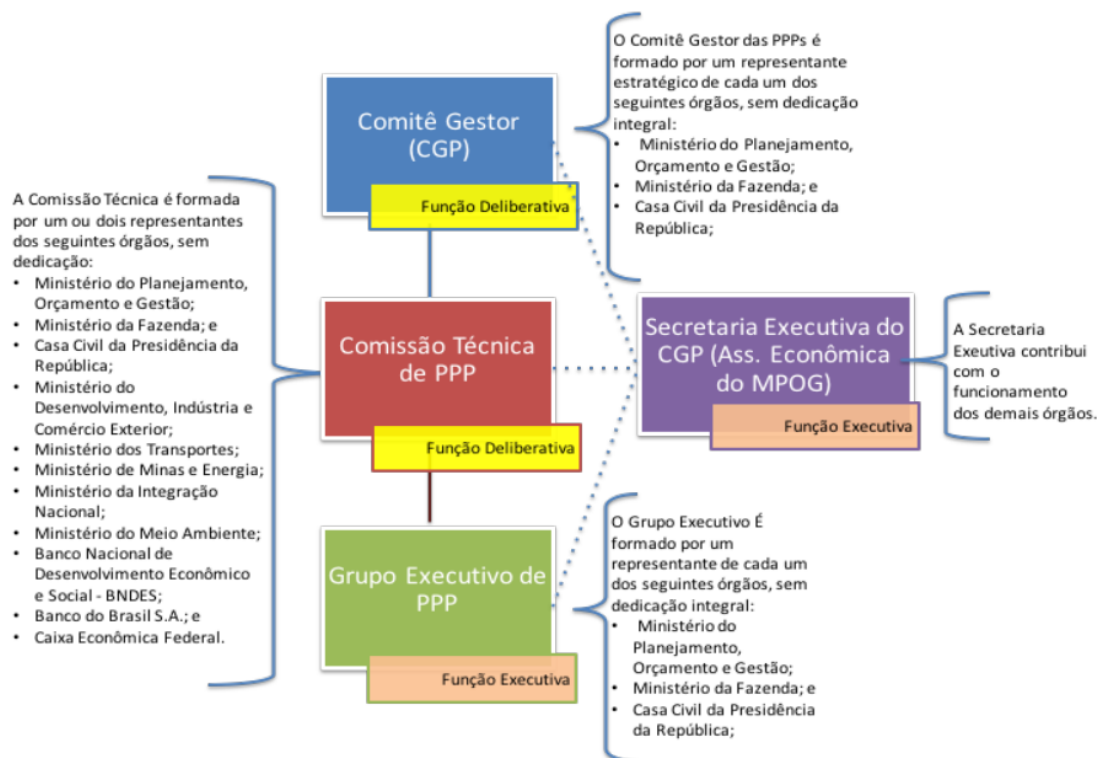 O Comitê Gestor das PPPs é
formado por um representante
estratégico de cada um dos
seguintes órgãos, sem dedicação
integral:
• Ministério do Planejamento,
Orçamento e Gestão;
• Ministério da Fazenda; e
• Casa Civil da Presidência da
República;
Comitê Gestor
(CGP)
Função Deliberativa
A Comissão Técnica é formada
por um ou dois representantes
dos seguintes órgãos, sem
dedicação:
• Ministério do Planejamento,
Orçamento e Gestão;
• Ministério da Fazenda; e
• Casa Civil da Presidência da
República;
• Ministério do
Desenvolvimento, Indústria e
Comércio Exterior;
• Ministério dos Transportes;
• Ministério de Minas e Energia;
• Ministério da Integração
Nacional;
• Ministério do Meio Ambiente;
• Banco Nacional de
Desenvolvimento Econômico
e Social - BNDES;
• Banco do Brasil S.A.; e
• Caixa Econômica Federal.
Comissão Técnica
de PPP
Função Deliberativa
Secretaria Executiva do
CGP (Ass. Econômica
do MPOG)
Função Executiva
A Secretaria
Exeutiva contribui
com o
funcionamento
dos demais órgãos.
Grupo Executivo de
PPP
Função Executiva
O Grupo Executivo É
formado por um
representante de cada um
dos seguintes órgãos, sem
dedicação integral:
• Ministério do
Planejamento,
Orçamento e Gestão;
• Ministério da Fazenda; e
• Casa Civil da Presidência
da República;